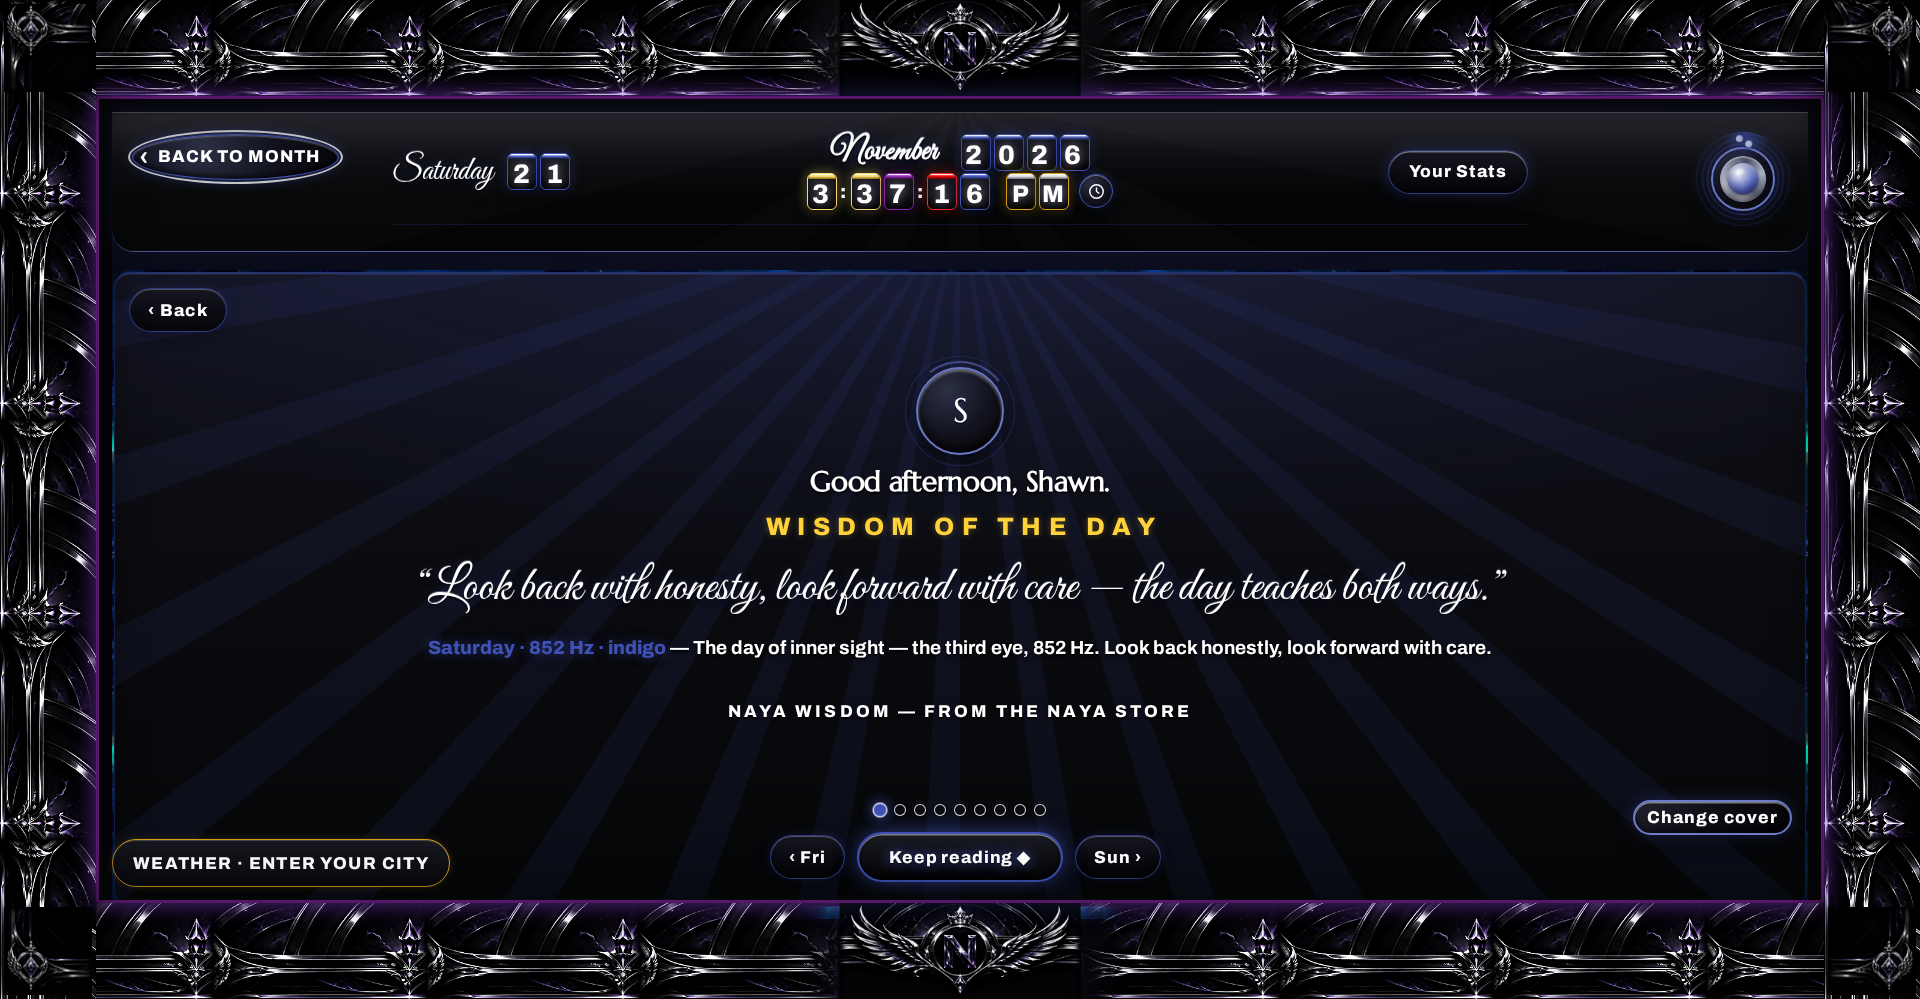 N
‹ BACK TO MONTH
Saturday 21
November 2026
3:37:16 PM
Your Stats
‹ Back
S
Good afternoon, Shawn.
WISDOM OF THE DAY
“Look back with honesty, look forward with care — the day teaches both ways.”
Saturday · 852 Hz · indigo — The day of inner sight — the third eye, 852 Hz. Look back honestly, look forward with care.
NAYA WISDOM — FROM THE NAYA STORE
Change cover
WEATHER · ENTER YOUR CITY
‹ Fri
Keep reading ◆
Sun ›
N